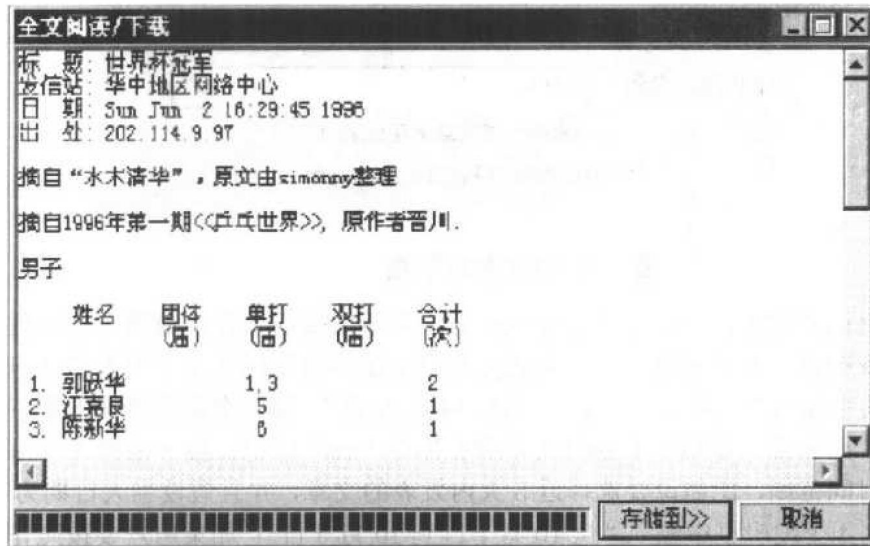 全文阅读/下载
标 题: 世界杯冠军
发信站: 华中地区网络中心
日 期: Sun Jun 2 16:29:45 1996
出 处: 202.114.9.97
摘自“水木清华”,原文由simonny整理
摘自1996年第一期<<乒乓世界>>, 原作者晋川.
男子
姓名 团体 单打 双打 合计
(届) (届) (届) (次)
1. 郭跃华 1,3 2
2. 江嘉良 5 1
3. 陈新华 6 1
存储到>> 取消